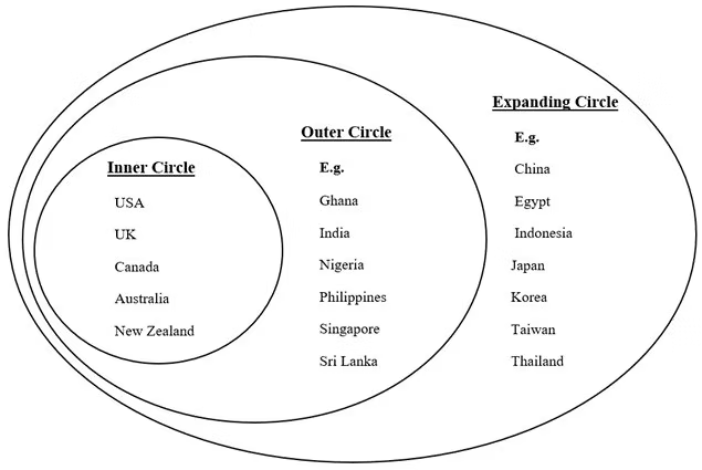 Inner Circle
USA
UK
Canada
Australia
New Zealand
Outer Circle
E.g.
Ghana
India
Nigeria
Philippines
Singapore
Sri Lanka
Expanding Circle
E.g.
China
Egypt
Indonesia
Japan
Korea
Taiwan
Thailand